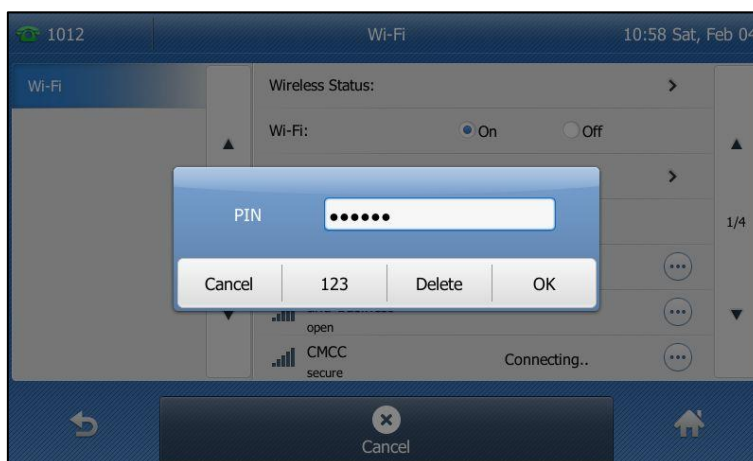 1012 Wi-Fi 10:58 Sat, Feb 04
Wi-Fi
Wireless Status:
Wi-Fi: On Off
PIN ••••••
1/4
Cancel 123 Delete OK
open
CMCC Connecting..
secure
Cancel